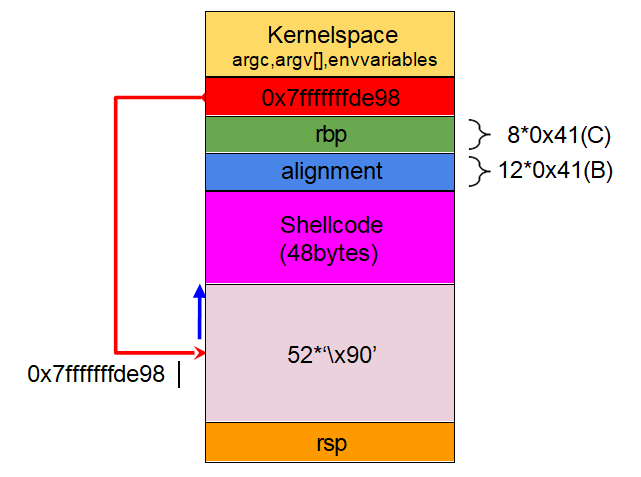 Kernelspace
argc,argv[],envvariables
0x7fffffffde98
rbp
8*0x41(C)
alignment
12*0x41(B)
Shellcode
(48bytes)
52*‘\x90’
0x7fffffffde98
rsp